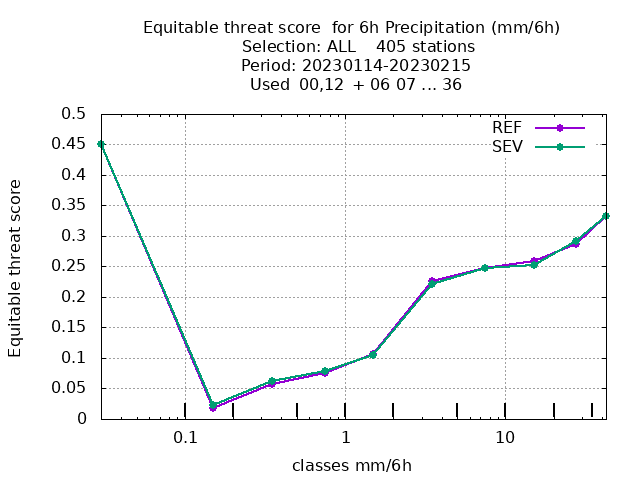 Equitable threat score  for 6h Precipitation (mm/6h)
Selection: ALL    405 stations
Period: 20230114-20230215
Used  00,12  + 06 07 ... 36
REF
SEV
Equitable threat score
0.5
0.45
0.4
0.35
0.3
0.25
0.2
0.15
0.1
0.05
0
0.1 1 10
classes mm/6h